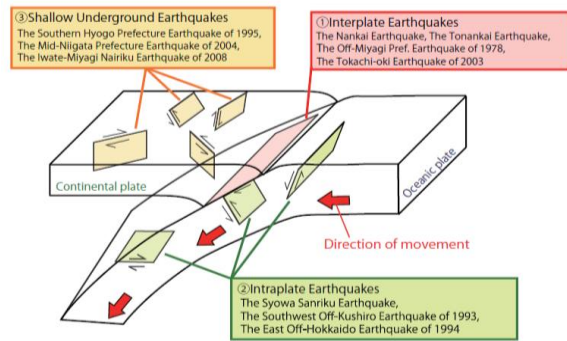 ③Shallow Underground Earthquakes
The Southern Hyogo Prefecture Earthquake of 1995,
The Mid-Niigata Prefecture Earthquake of 2004,
The Iwate-Miyagi Nairiku Earthquake of 2008
①Interplate Earthquakes
The Nankai Earthquake, The Tonankai Earthquake,
The Off-Miyagi Pref. Earthquake of 1978,
The Tokachi-oki Earthquake of 2003
Continental plate
Oceanic plate
Direction of movement
②Intraplate Earthquakes
The Syowa Sanriku Earthquake,
The Southwest Off-Kushiro Earthquake of 1993,
The East Off-Hokkaido Earthquake of 1994